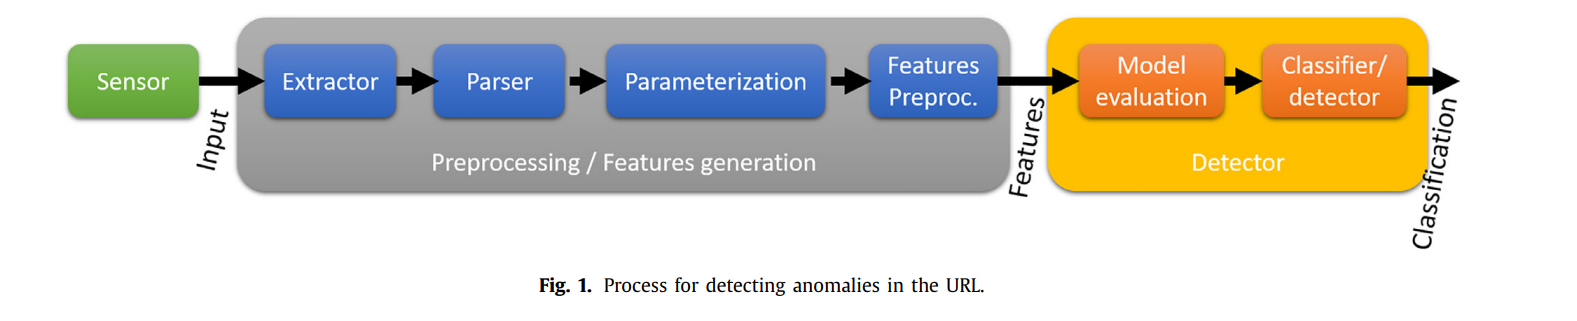 Sensor
Input
Extractor
Parser
Parameterization
Features
Preproc.
Preprocessing / Features generation
Features
Model
evaluation
Classifier/
detector
Detector
Classification
Fig. 1. Process for detecting anomalies in the URL.